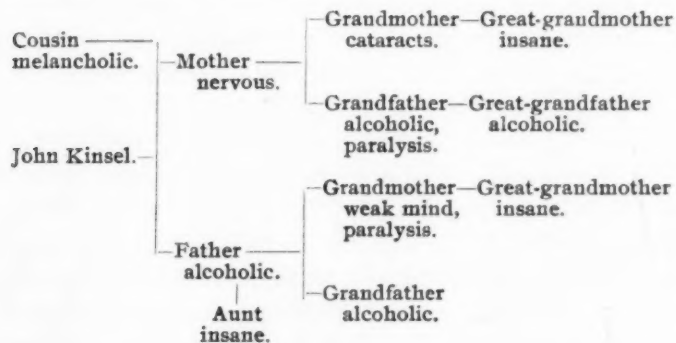 Grandmother—Great-grandmother
cataracts. insane.
Cousin
melancholic.
Mother
nervous.
Grandfather—Great-grandfather
alcoholic, alcoholic.
paralysis.
John Kinsel.
Grandmother—Great-grandmother
weak mind, insane.
paralysis.
Father
alcoholic.
Grandfather
alcoholic.
Aunt
insane.